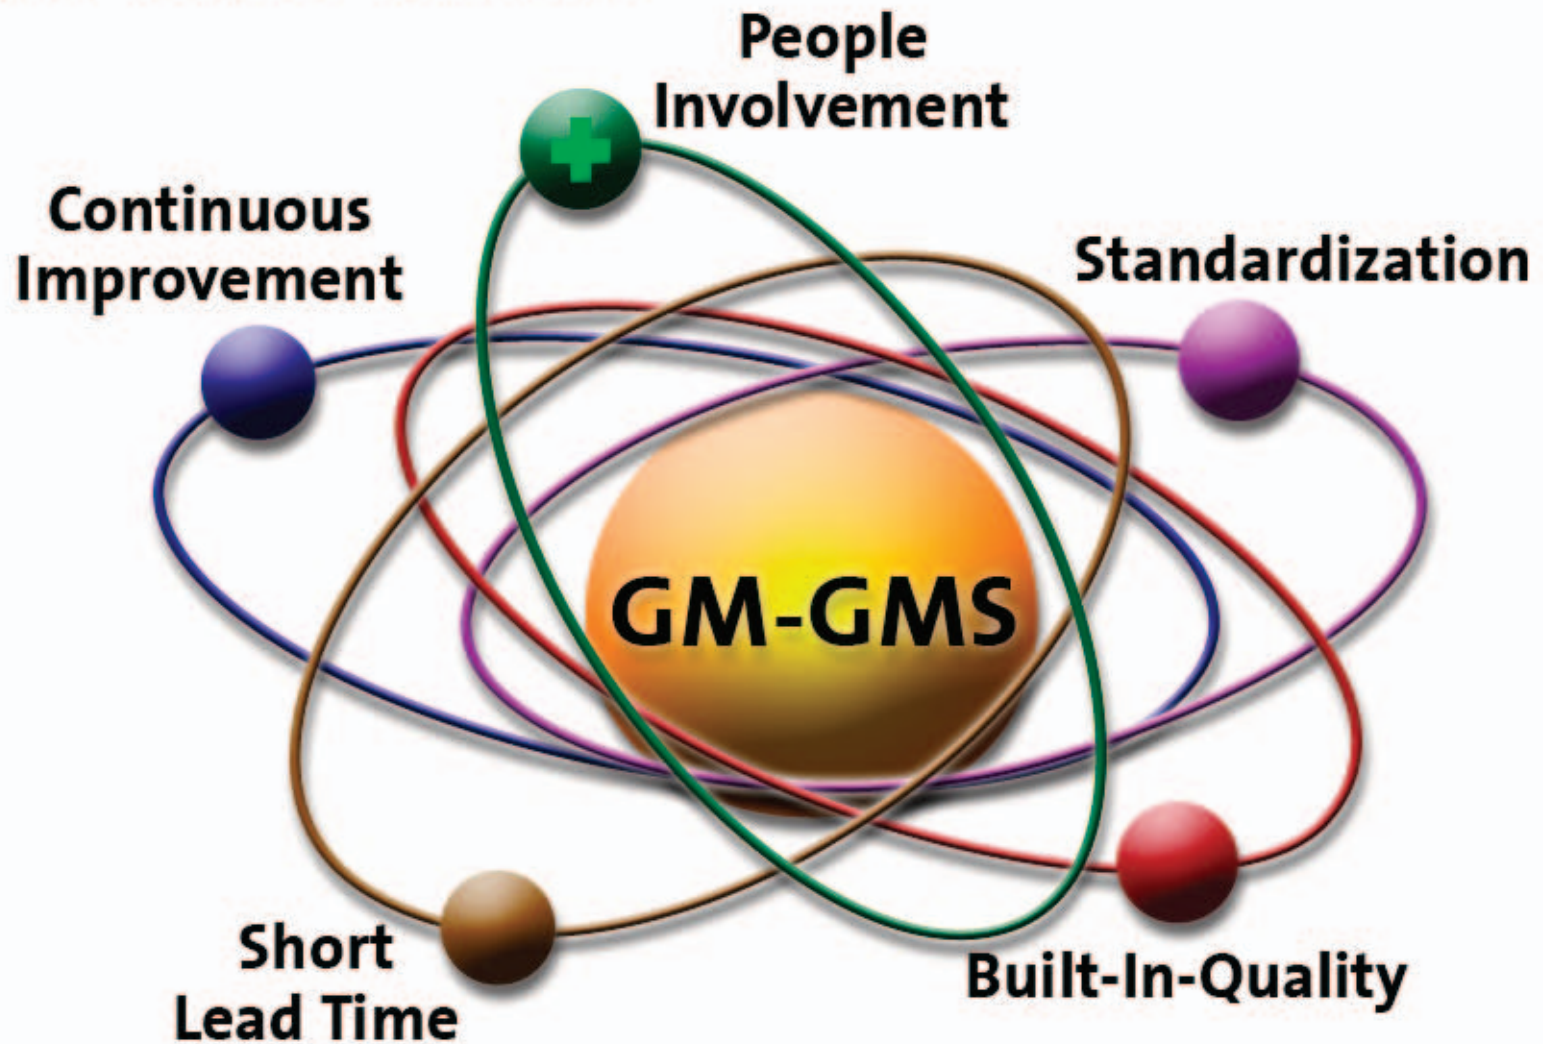 People
Involvement
Continuous
Improvement
Standardization
GM-GMS
Short
Lead Time
Built-In-Quality